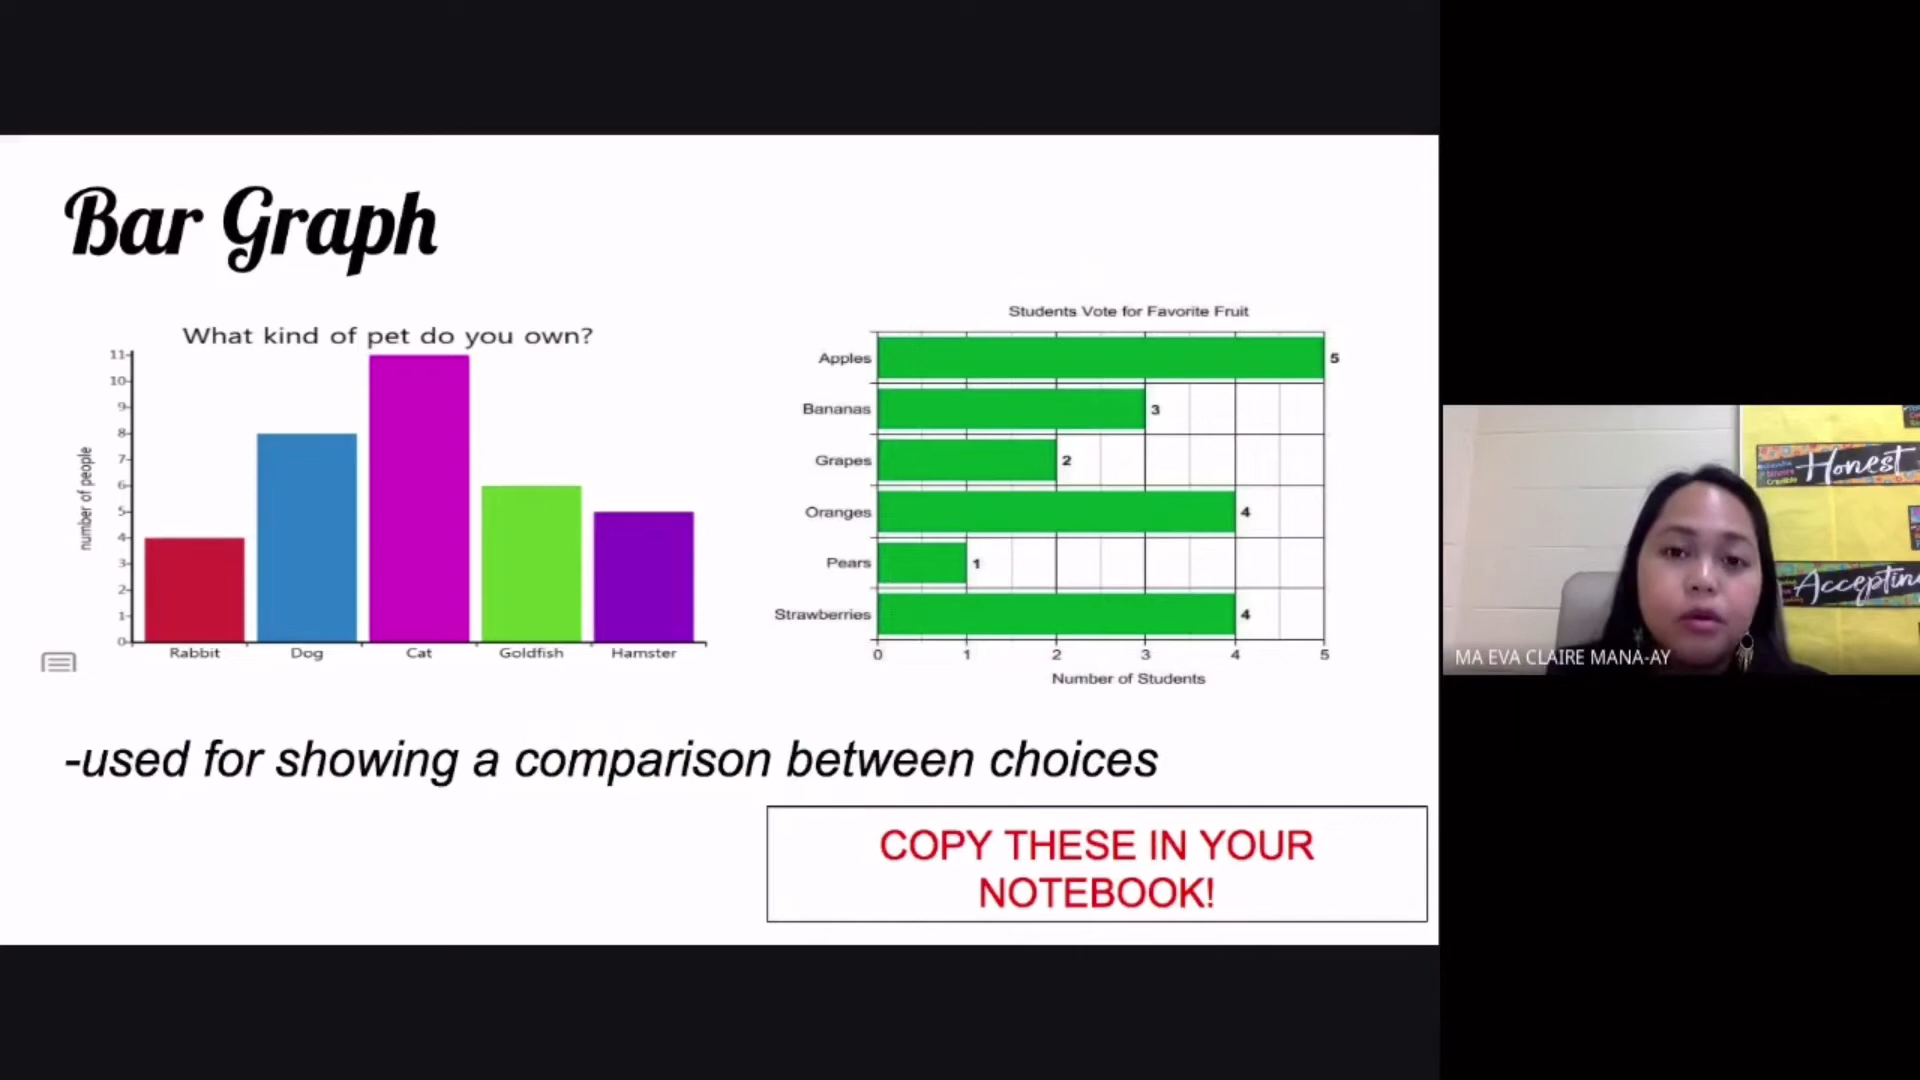 Bar Graph
What kind of pet do you own?
number of people
11
10
9
8
7
6
5
4
3
2
1
0
Rabbit
Dog
Cat
Goldfish
Hamster
Students Vote for Favorite Fruit
Apples 5
Bananas 3
Grapes 2
Oranges 4
Pears 1
Strawberries 4
0 1 2 3 4 5
Number of Students
-used for showing a comparison between choices
COPY THESE IN YOUR
NOTEBOOK!
Honest
MA EVA CLAIRE MANA-AY